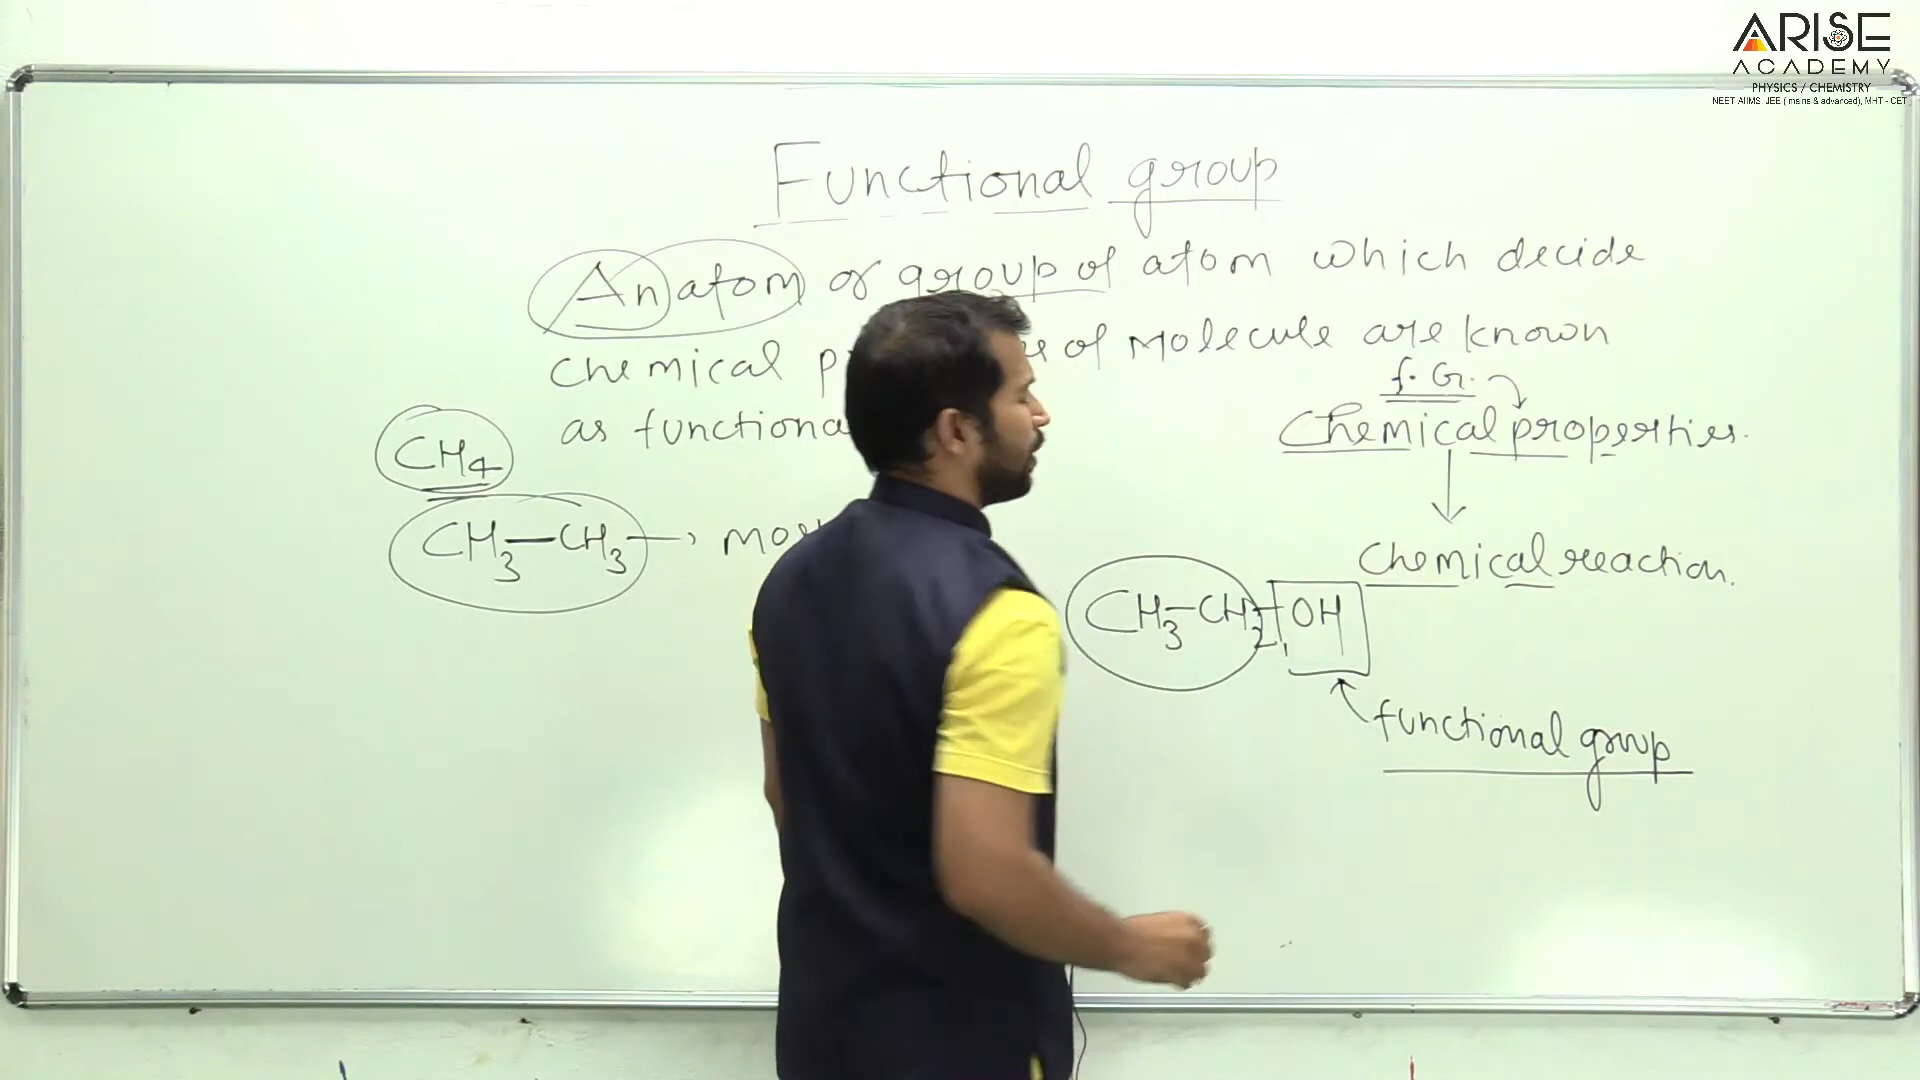 ARISE
ACADEMY
PHYSICS / CHEMISTRY
NEET AIIMS JEE ( mains & advanced), MHT - CET
Functional group
An atom or group of atom which decide
chemical of molecule are known
as
f. Gr.
Chemical properties.
CH4
CH3-CH3
Chemical reaction.
CH3-CH2-OH
functional group